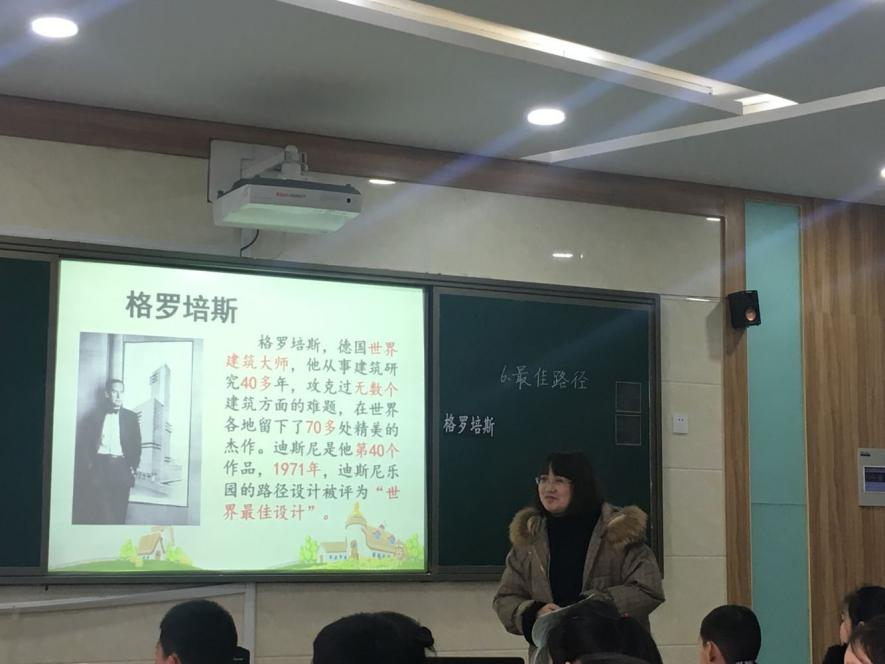 格罗培斯
格罗培斯，德国世界
建筑大师，他从事建筑研
究40多年，攻克过无数个
建筑方面的难题，在世界
各地留下了70多处精美的
杰作。迪斯尼是他第40个
作品，1971年，迪斯尼乐
园的路径设计被评为“世
界最佳设计”。
6.最佳路径
格罗培斯